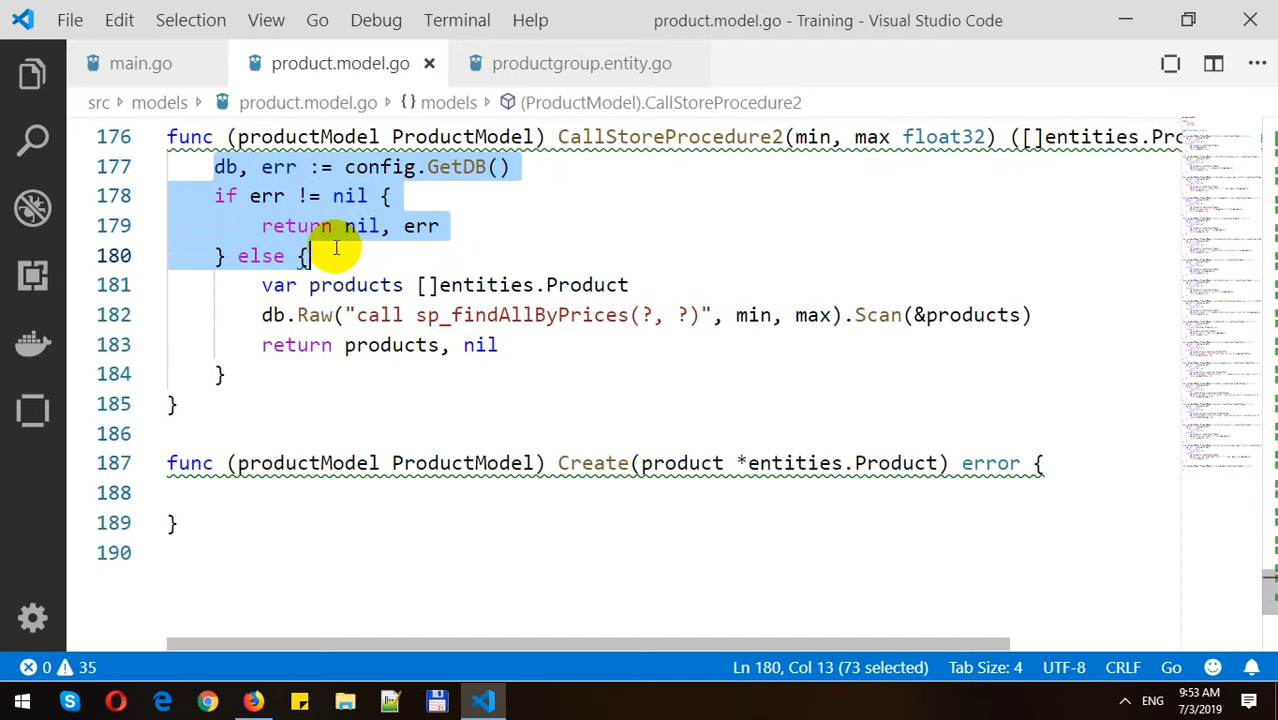 File Edit Selection View Go Debug Terminal Help product.model.go - Training - Visual Studio Code
main.go product.model.go productgroup.entity.go
src models product.model.go {} models (ProductModel).CallStoreProcedure2
176 func (productModel ProductModel) CallStoreProcedure2(min, max float32) ([]entities.Pro
177 db, err := config.GetDB()
178 if err != nil {
179 return nil, err
180 } else {
181 var products []entities.Product
182 db.Raw("call sp_findAllByPrices(?, ?)", min, max).Scan(&products)
183 return products, nil
184 }
185 }
186
187 func (productModel ProductModel) Create(product *entities.Product) error {
188
189 }
190
0 35 Ln 180, Col 13 (73 selected) Tab Size: 4 UTF-8 CRLF Go
ENG 9:53 AM
7/3/2019